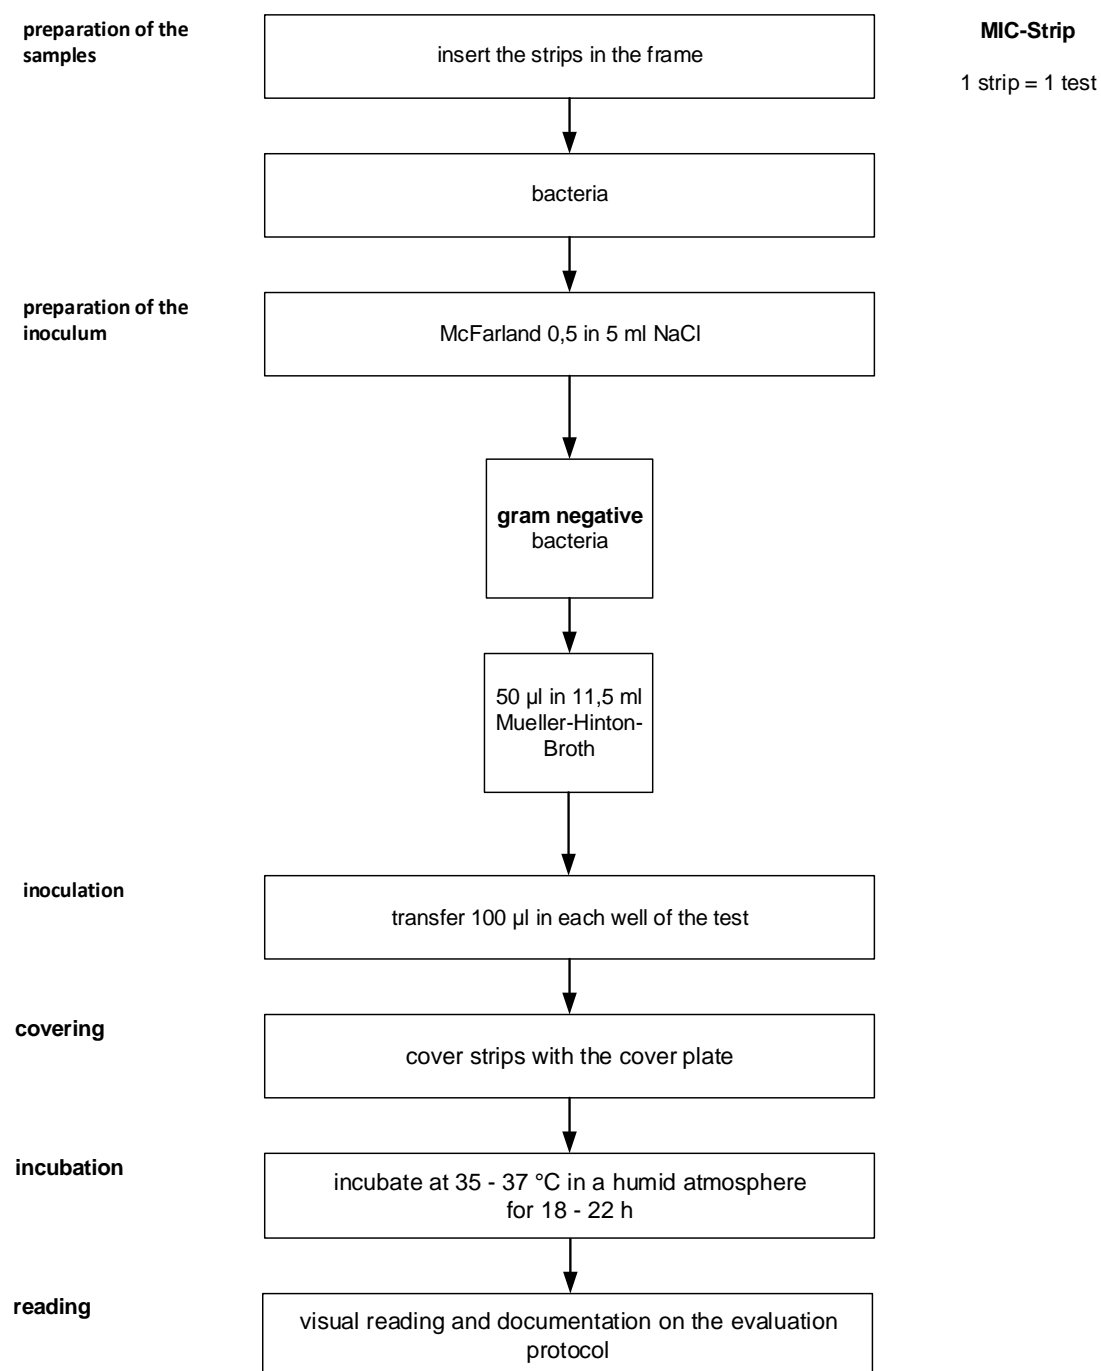 preparation of the
samples
insert the strips in the frame
MIC-Strip
1 strip = 1 test
bacteria
preparation of the
inoculum
McFarland 0,5 in 5 ml NaCl
gram negative
bacteria
50 µl in 11,5 ml
Mueller-Hinton-
Broth
inoculation
transfer 100 µl in each well of the test
covering
cover strips with the cover plate
incubation
incubate at 35 - 37 °C in a humid atmosphere
for 18 - 22 h
reading
visual reading and documentation on the evaluation
protocol